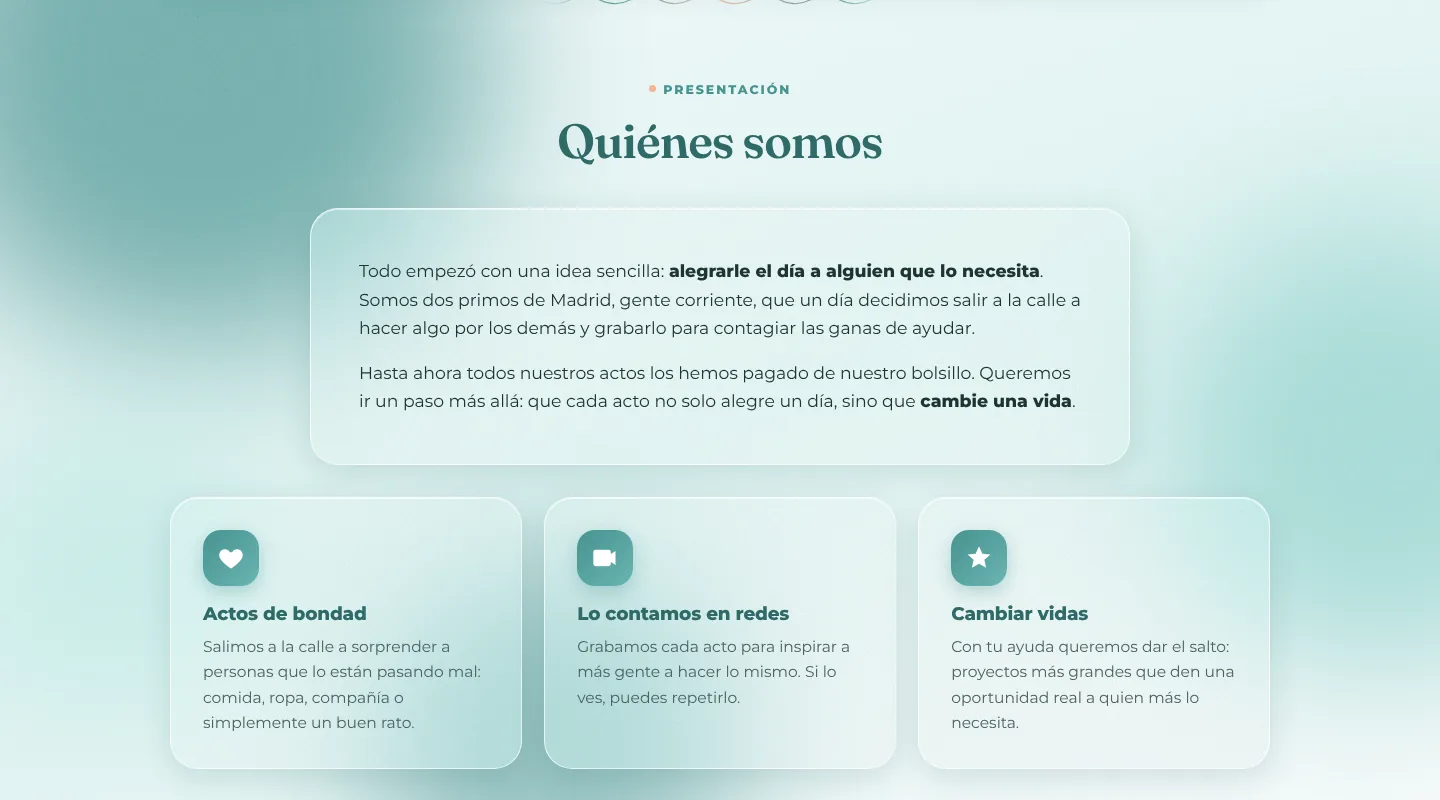 PRESENTACIÓN
Quiénes somos
Todo empezó con una idea sencilla: alegrarle el día a alguien que lo necesita.
Somos dos primos de Madrid, gente corriente, que un día decidimos salir a la calle a
hacer algo por los demás y grabarlo para contagiar las ganas de ayudar.
Hasta ahora todos nuestros actos los hemos pagado de nuestro bolsillo. Queremos
ir un paso más allá: que cada acto no solo alegre un día, sino que cambie una vida.
Actos de bondad
Salimos a la calle a sorprender a
personas que lo están pasando mal:
comida, ropa, compañía o
simplemente un buen rato.
Lo contamos en redes
Grabamos cada acto para inspirar a
más gente a hacer lo mismo. Si lo
ves, puedes repetirlo.
Cambiar vidas
Con tu ayuda queremos dar el salto:
proyectos más grandes que den una
oportunidad real a quien más lo
necesita.